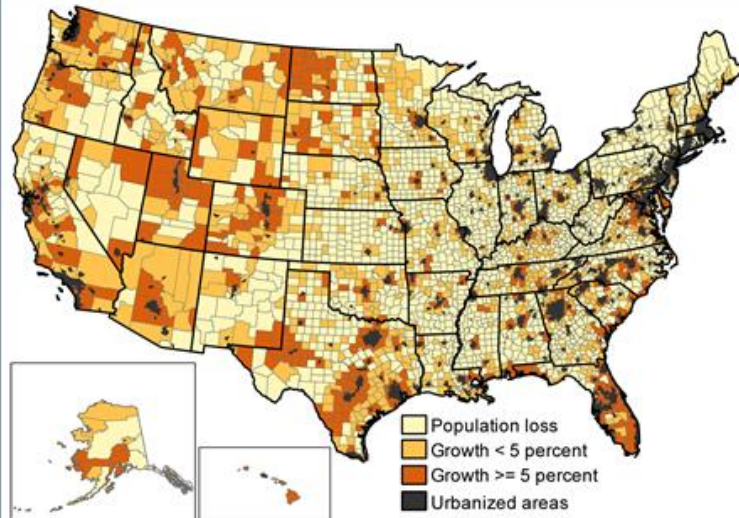 Population loss
Growth < 5 percent
Growth >= 5 percent
Urbanized areas